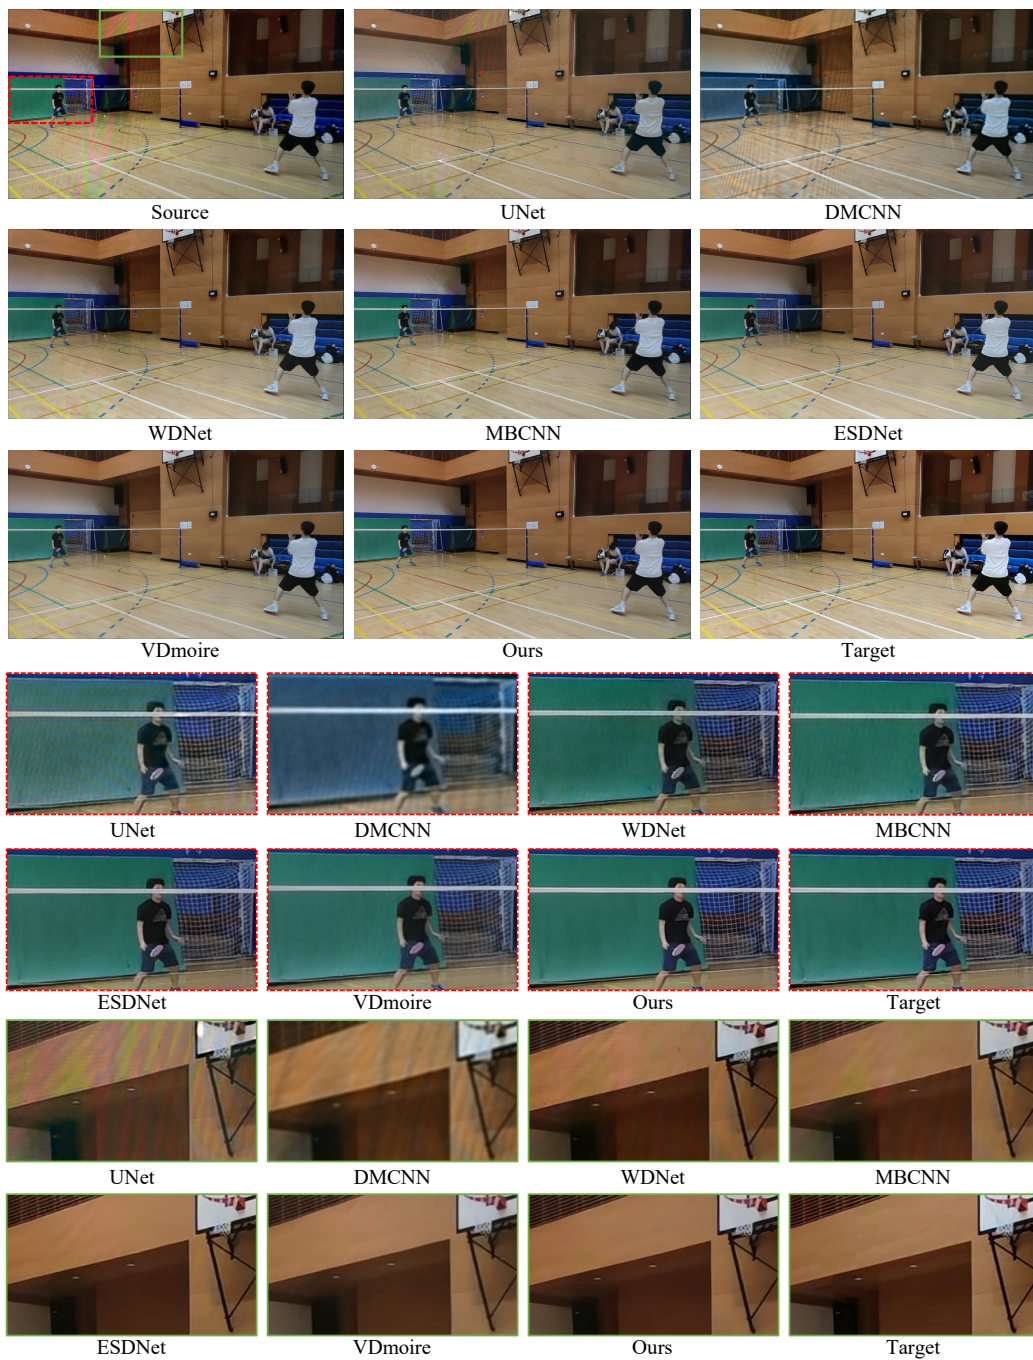 Source UNet DMCNN
WDNet MBCNN ESDNet
VDmoire Ours Target
UNet DMCNN WDNet MBCNN
ESDNet VDmoire Ours Target
UNet DMCNN WDNet MBCNN
ESDNet VDmoire Ours Target